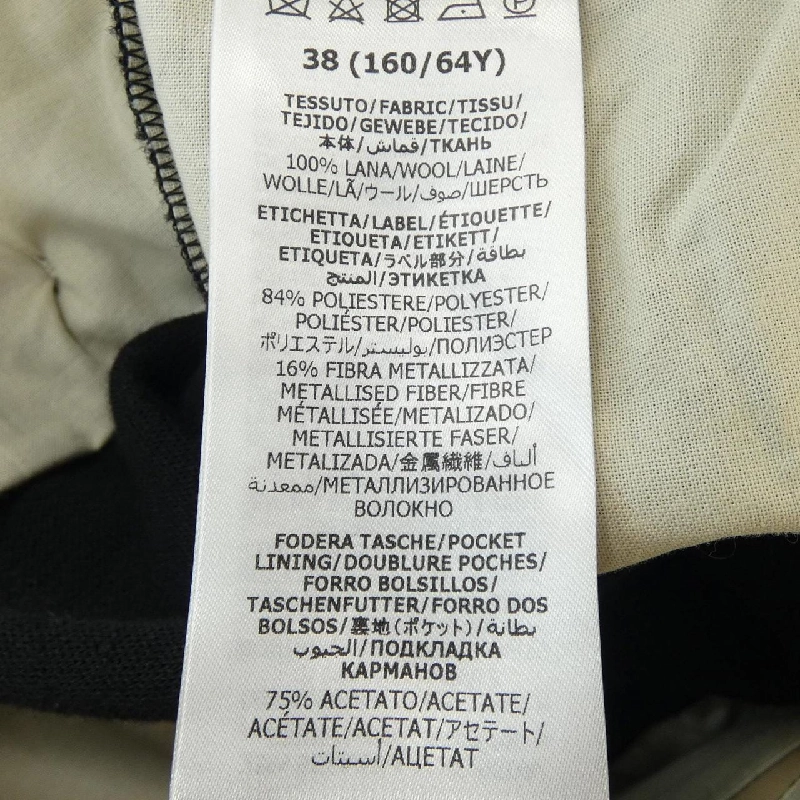 P
38 (160/64Y)
TESSUTO/FABRIC/TISSU/
TEJIDO/GEWEBE/TECIDO/
本体/قماش/ТКАНЬ
100% LANA/WOOL/LAINE/
WOLLE/LÃ/ウール/صوف/ШЕРСТЬ
ETICHETTA/LABEL/ÉTIQUETTE/
ETIQUETA/ETIKETT/
ETIQUETA/ラベル部分/بطاقة
المنتج/ЭТИКЕТКА
84% POLIESTERE/POLYESTER/
POLIÉSTER/POLIESTER/
ポリエステル/بوليستر/ПОЛИЭСТЕР
16% FIBRA METALLIZZATA/
METALLISED FIBER/FIBRE
MÉTALLISÉE/METALIZADO/
METALLISIERTE FASER/
METALIZADA/金属繊維/ألياف
ممعدنة/МЕТАЛЛИЗИРОВАННОЕ
ВОЛОКНО
FODERA TASCHE/POCKET
LINING/DOUBLURE POCHES/
FORRO BOLSILLOS/
TASCHENFUTTER/FORRO DOS
BOLSOS/裏地(ポケット)/بطانة
الجيوب/ПОДКЛАДКА
КАРМАНОВ
75% ACETATO/ACETATE/
ACÉTATE/ACETAT/アセテート/
أسيتات/АЦЕТАТ